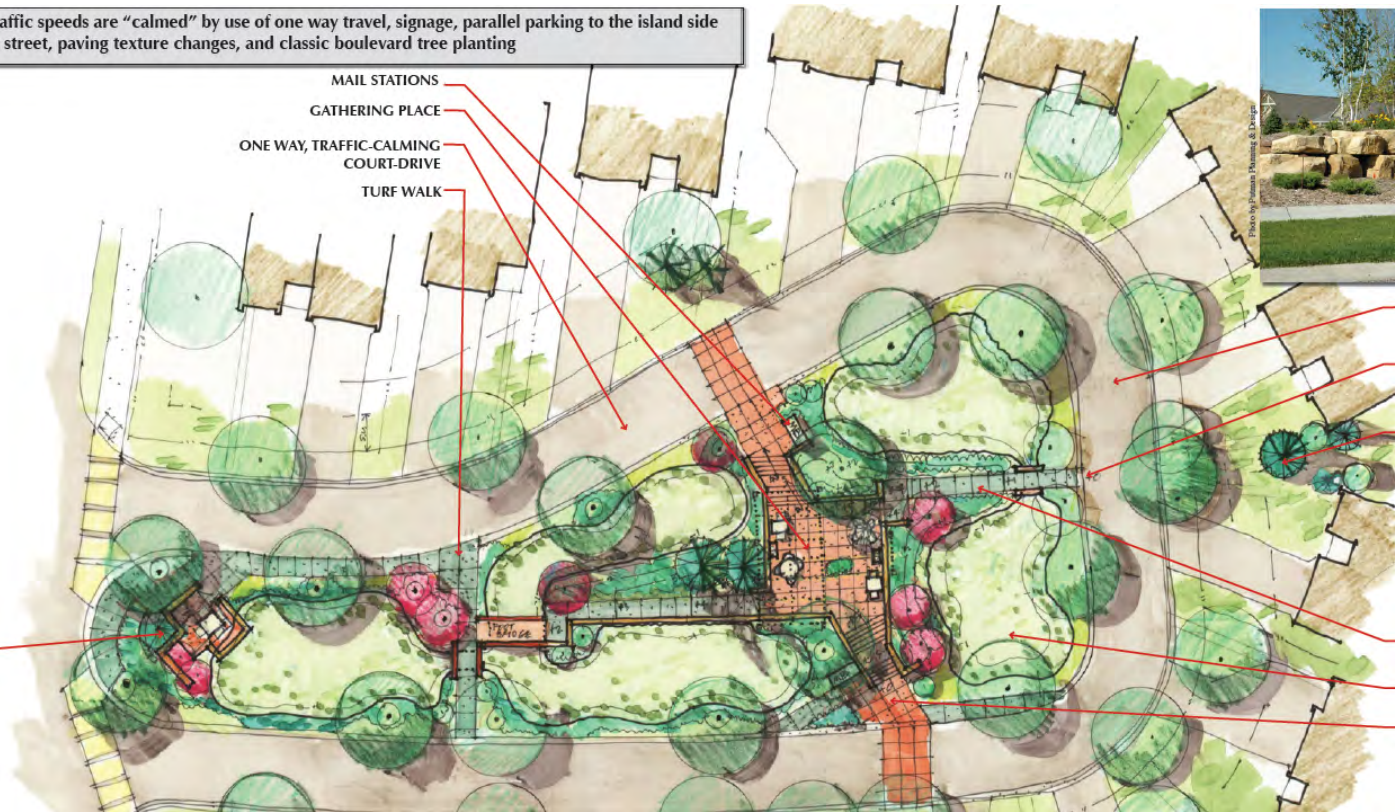 affic speeds are “calmed” by use of one way travel, signage, parallel parking to the island side
street, paving texture changes, and classic boulevard tree planting
MAIL STATIONS
GATHERING PLACE
ONE WAY, TRAFFIC-CALMING
COURT-DRIVE
TURF WALK
Photo by Putman Planning & Design
BRIDGE